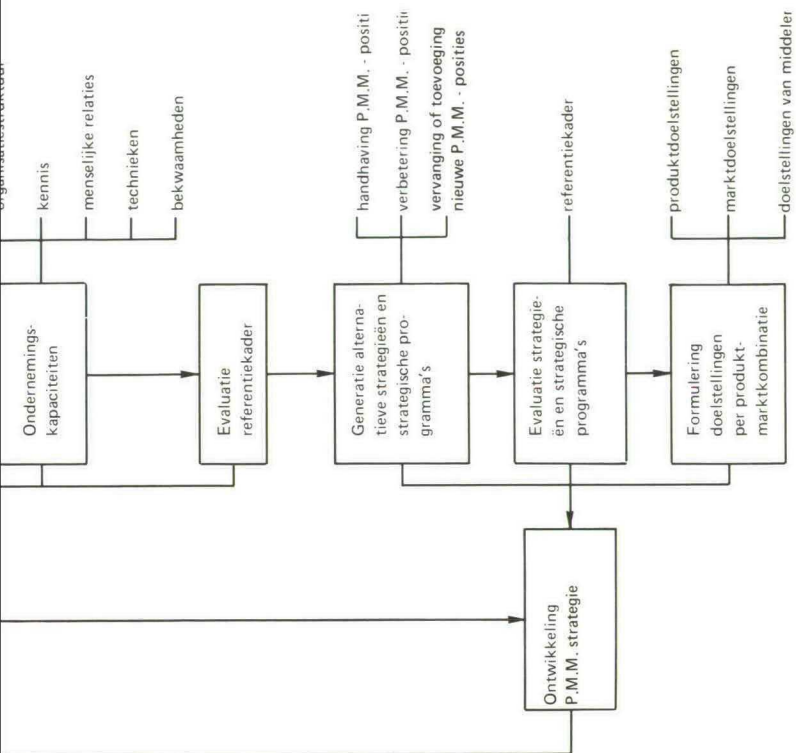 kennis
menselijke relaties
technieken
bekwaamheden
Ondernemings-
kapaciteiten
Evaluatie
referentiekader
handhaving P.M.M. - positi
verbetering P.M.M. - positi
vervanging of toevoeging
nieuwe P.M.M. - posities
Generatie alterna-
tieve strategieën en
strategische pro-
gramma's
referentiekader
Evaluatie strategie-
ën en strategische
programma's
produktdoelstellingen
marktdoelstellingen
doelstellingen van middelen
Formulering
doelstellingen
per produkt-
marktkombinatie
Ontwikkeling
P.M.M. strategie